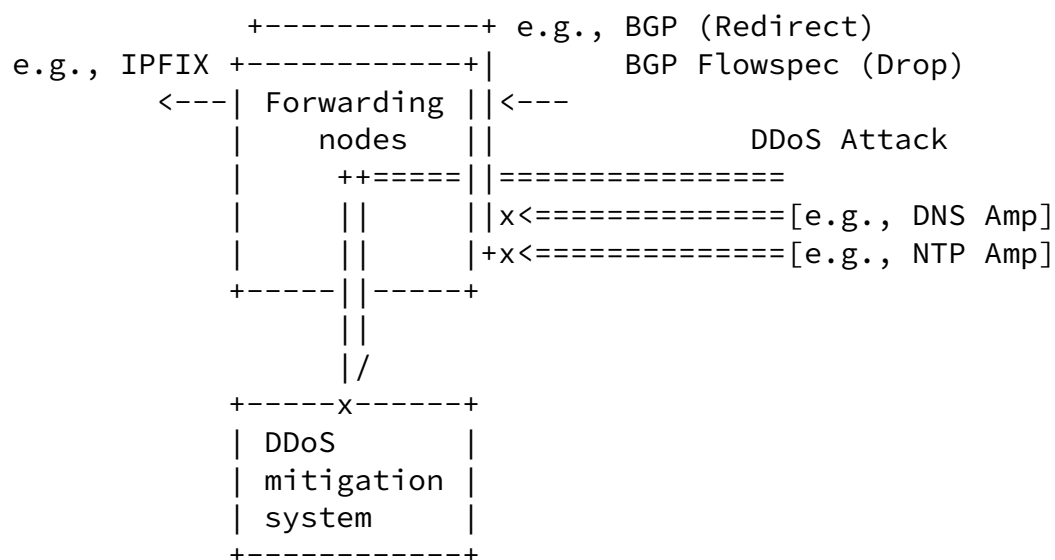 +------------+ e.g., BGP (Redirect)
e.g., IPFIX +------------+|       BGP Flowspec (Drop)
        <---| Forwarding ||<---
            |    nodes   ||             DDoS Attack
            |     ++=====||================
            |     ||     ||x<==============[e.g., DNS Amp]
            |     ||     |+x<==============[e.g., NTP Amp]
            +-----||-----+
                  ||
                  |/
            +-----x------+
            | DDoS       |
            | mitigation |
            | system     |
            +------------+